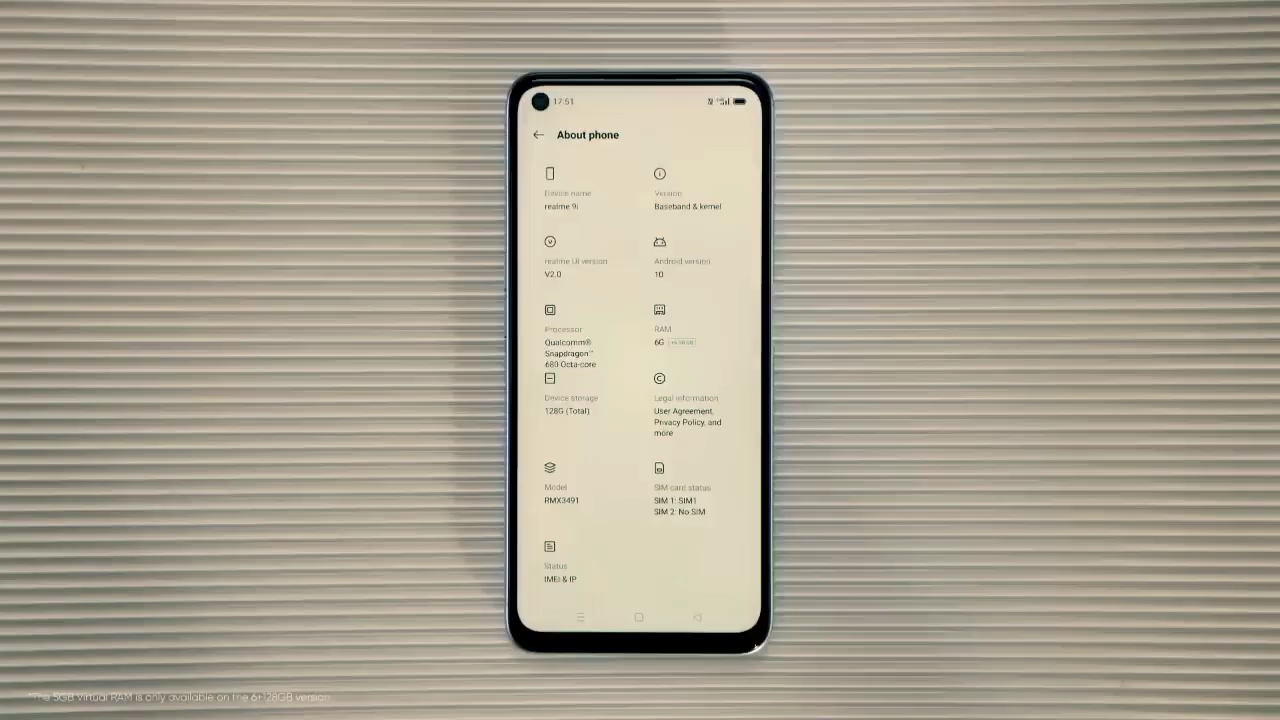 17:51
About phone
Device name
realme 9i
Version
Baseband & kernel
realme UI version
V2.0
Android version
10
Processor
Qualcomm®
Snapdragon™
680 Octa-core
RAM
6G
Device storage
128G (Total)
Legal information
User Agreement,
Privacy Policy, and
more
Model
RMX3491
SIM card status
SIM 1: SIM1
SIM 2: No SIM
Status
IMEI & IP
*The 5GB virtual RAM is only available on the 6+128GB version.